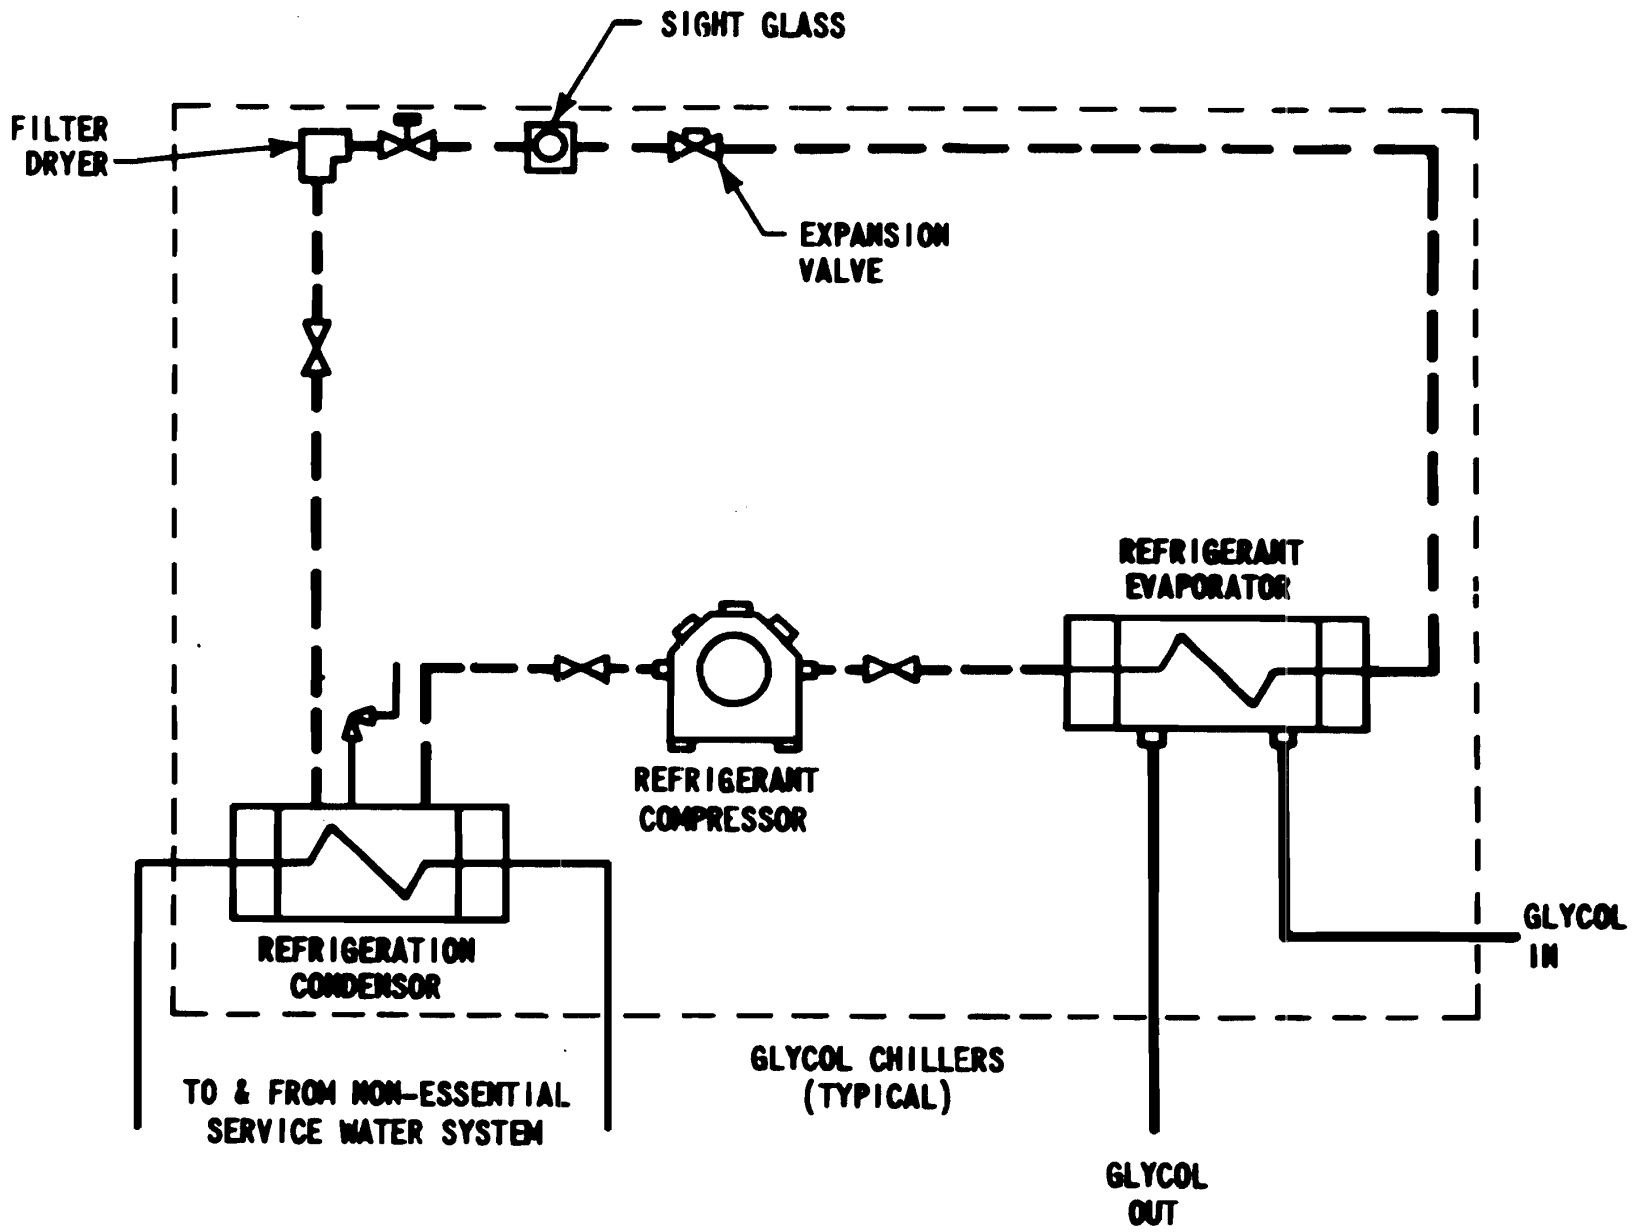 SIGHT GLASS
FILTER
DRYER
EXPANSION
VALVE
REFRIGERANT
EVAPORATOR
REFRIGERANT
COMPRESSOR
GLYCOL
IN
REFRIGERATION
CONDENSOR
GLYCOL CHILLERS
(TYPICAL)
TO & FROM NON-ESSENTIAL
SERVICE WATER SYSTEM
GLYCOL
OUT